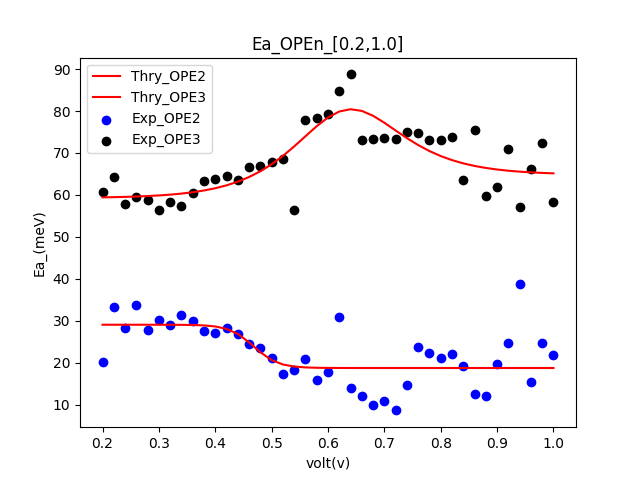 Ea_OPEn_[0.2,1.0]
Thry_OPE2
Thry_OPE3
Exp_OPE2
Exp_OPE3
Ea_(meV)
90
80
70
60
50
40
30
20
10
0.2 0.3 0.4 0.5 0.6 0.7 0.8 0.9 1.0
volt(v)